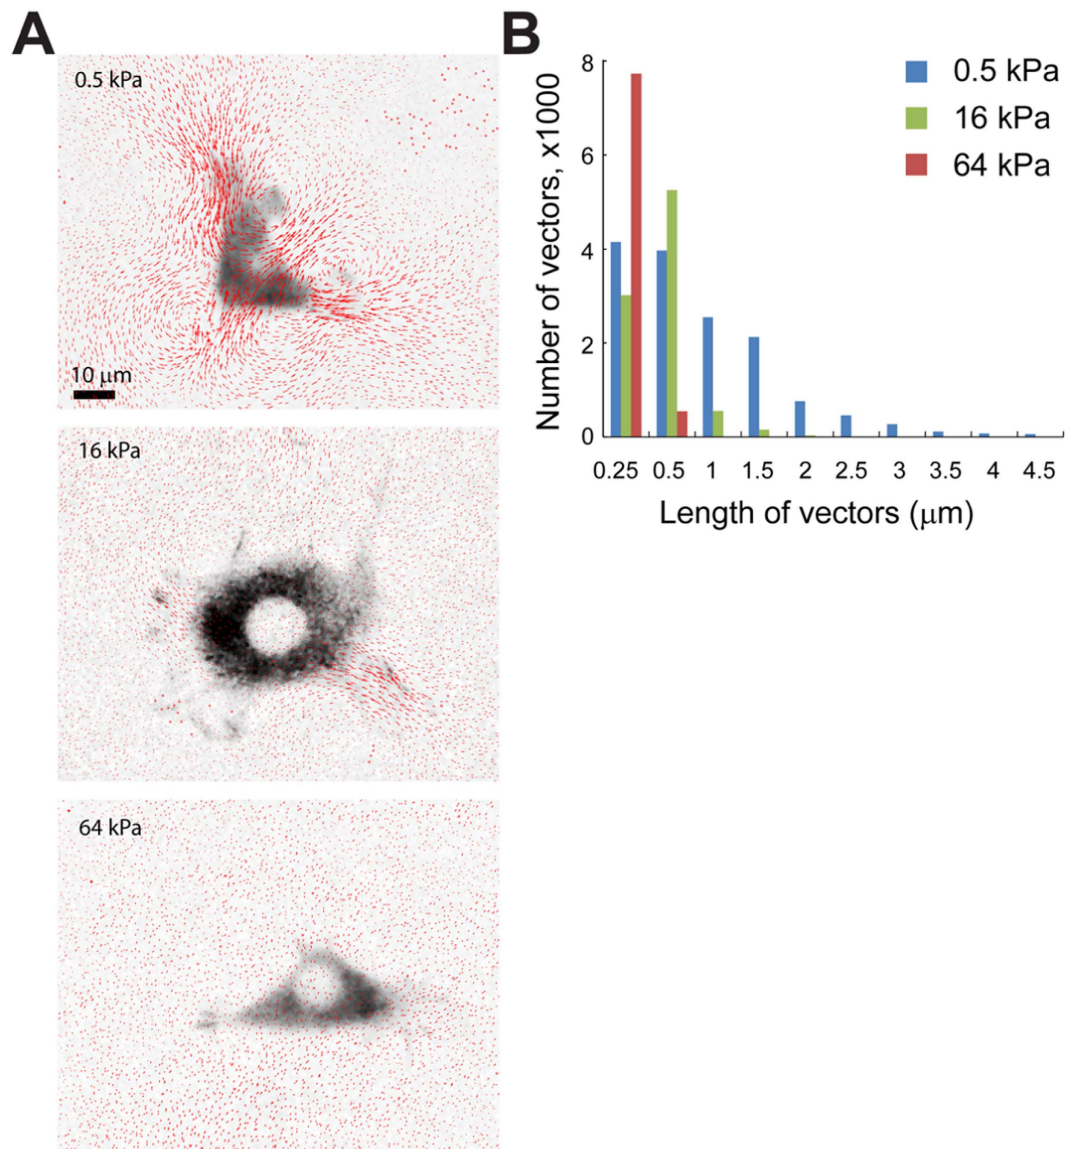 A
0.5 kPa
10 μm
16 kPa
64 kPa
B
Number of vectors, x1000
8
6
4
2
0
0.5 kPa
16 kPa
64 kPa
0.25 0.5 1 1.5 2 2.5 3 3.5 4 4.5
Length of vectors (μm)